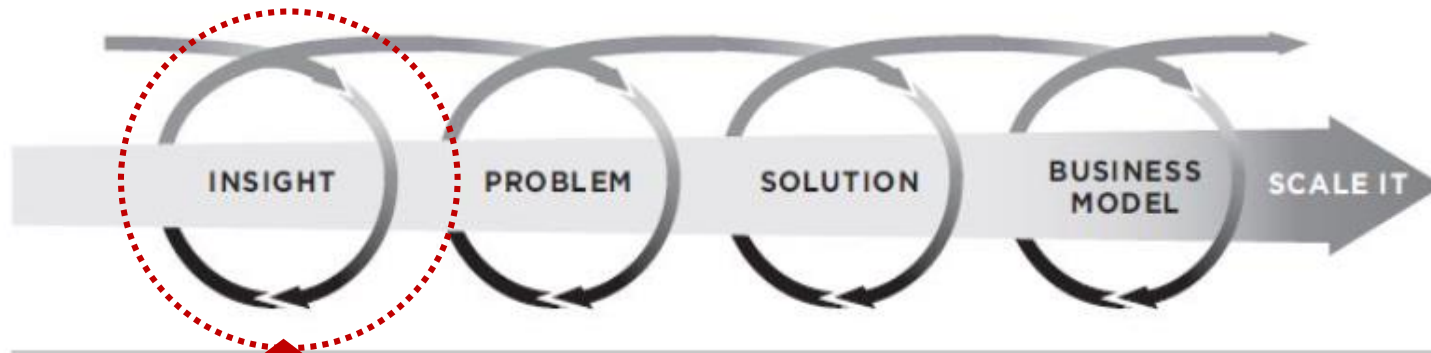 INSIGHT
PROBLEM
SOLUTION
BUSINESS
MODEL
SCALE IT